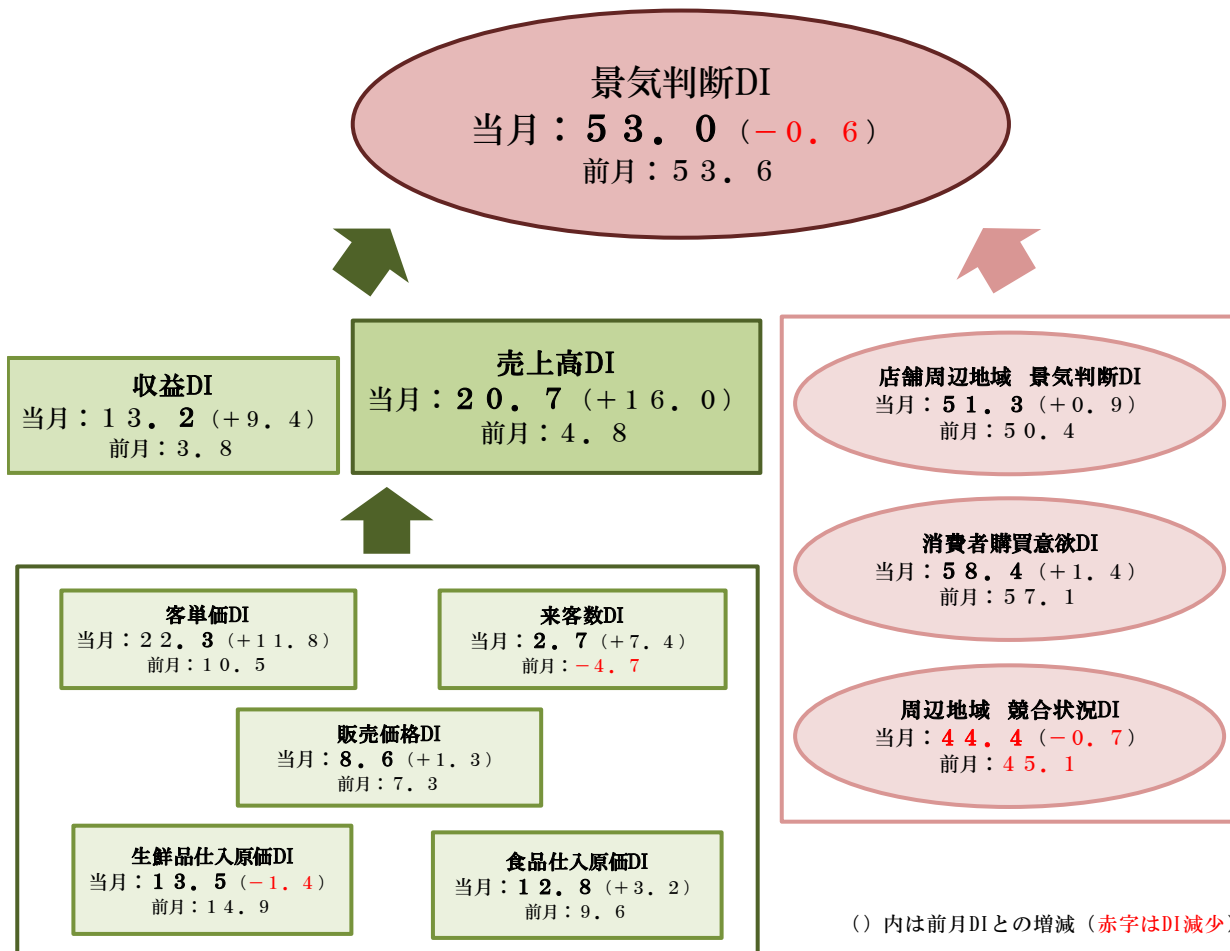 景気判断DI
当月：５３．０（－０．６）
前月：５３．６
収益DI
当月：１３．２（＋９．４）
前月：３．８
売上高DI
当月：２０．７（＋１６．０）
前月：４．８
店舗周辺地域 景気判断DI
当月：５１．３（＋０．９）
前月：５０．４
消費者購買意欲DI
当月：５８．４（＋１．４）
前月：５７．１
周辺地域 競合状況DI
当月：４４．４（－０．７）
前月：４５．１
客単価DI
当月：２２．３（＋１１．８）
前月：１０．５
来客数DI
当月：２．７（＋７．４）
前月：－４．７
販売価格DI
当月：８．６（＋１．３）
前月：７．３
生鮮品仕入原価DI
当月：１３．５（－１．４）
前月：１４．９
食品仕入原価DI
当月：１２．８（＋３．２）
前月：９．６
（）内は前月DIとの増減（赤字はDI減少）